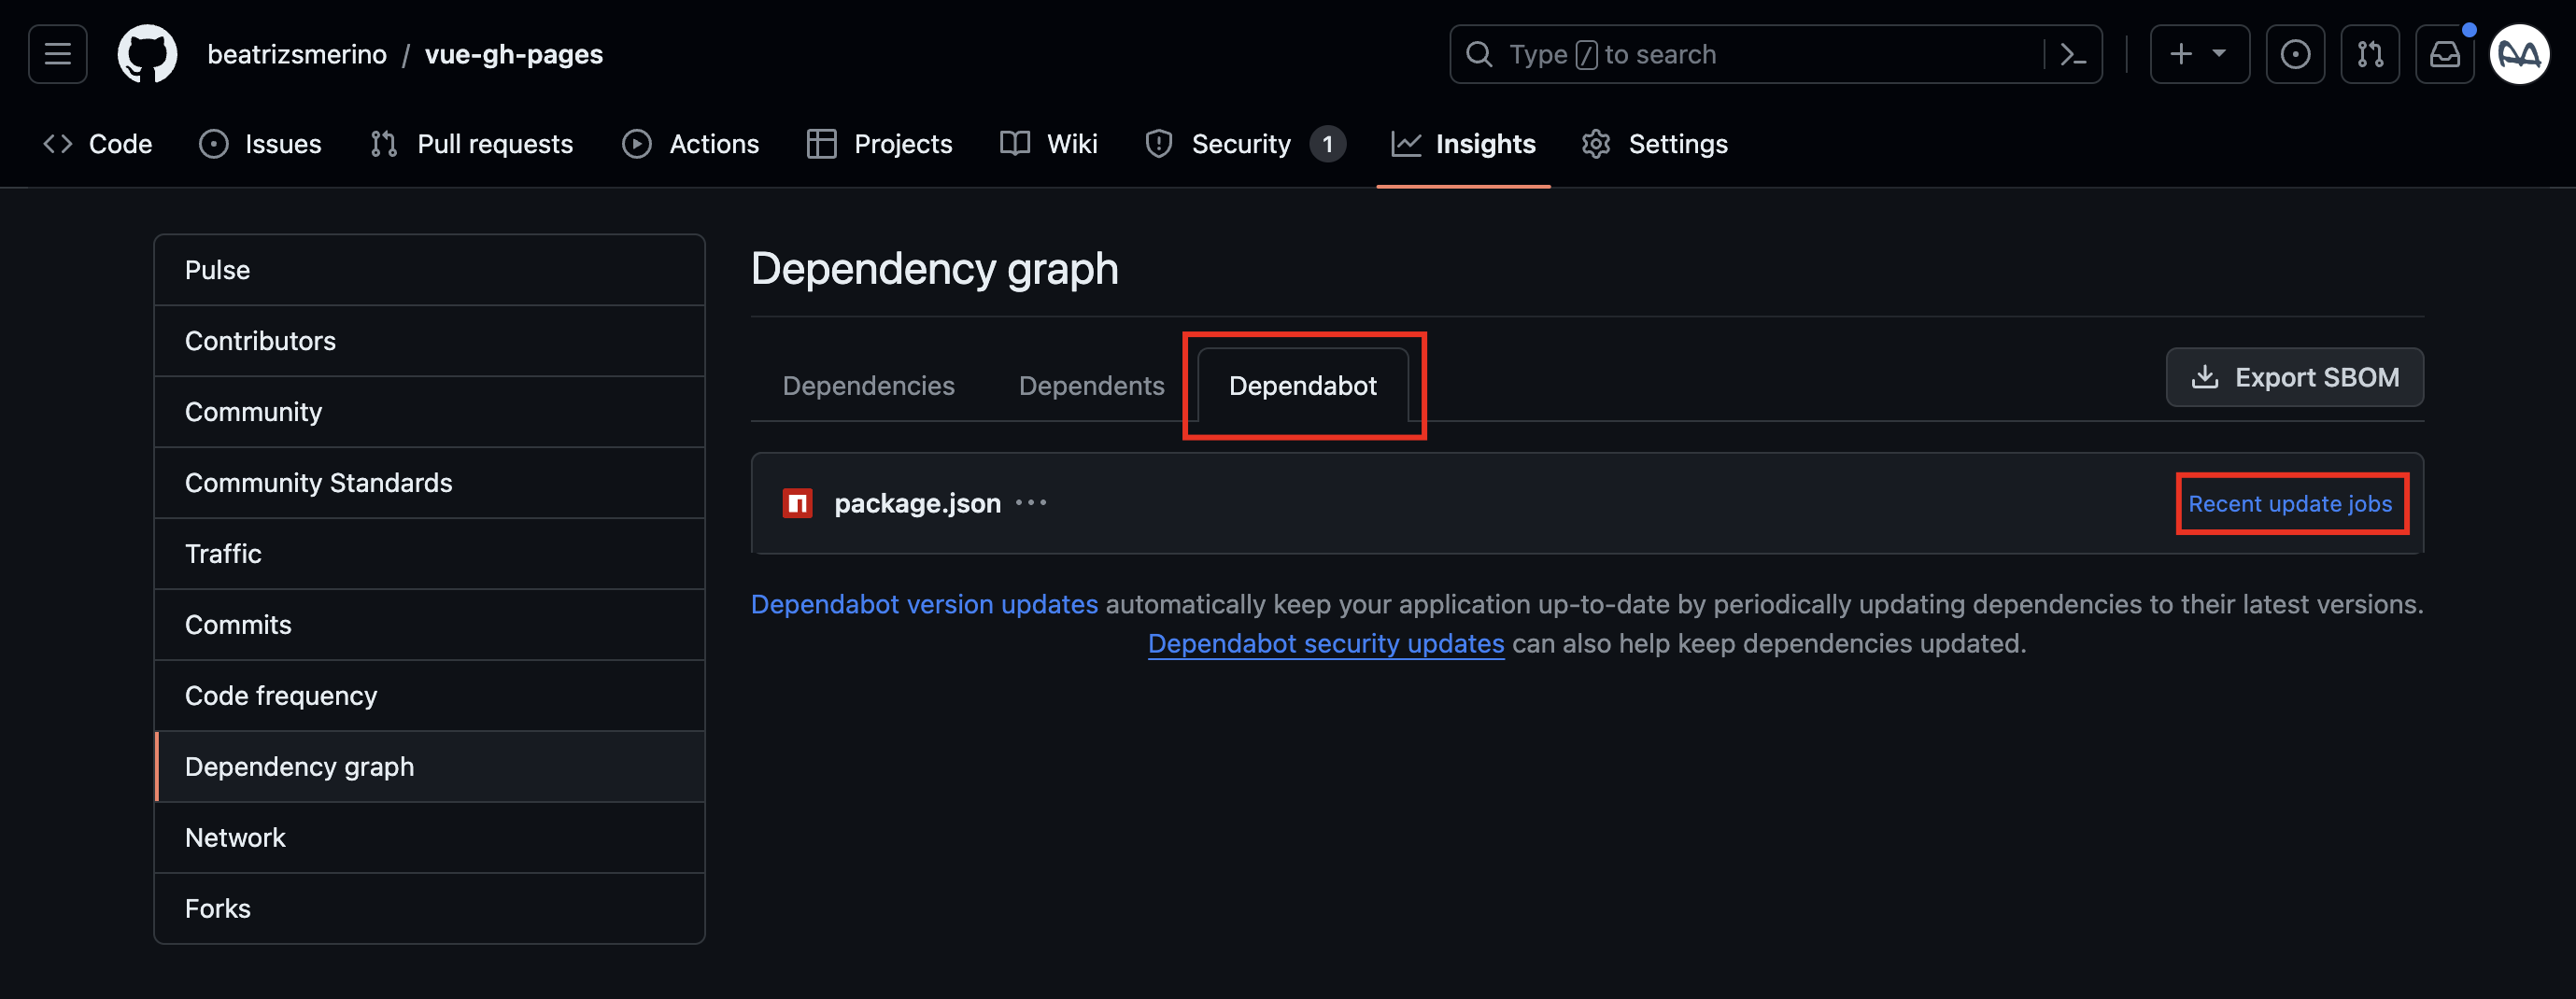 beatrizsmerino / vue-gh-pages
Type / to search
Code
Issues
Pull requests
Actions
Projects
Wiki
Security 1
Insights
Settings
Pulse
Contributors
Community
Community Standards
Traffic
Commits
Code frequency
Dependency graph
Network
Forks
Dependency graph
Dependencies
Dependents
Dependabot
Export SBOM
package.json ···
Recent update jobs
Dependabot version updates automatically keep your application up-to-date by periodically updating dependencies to their latest versions.
Dependabot security updates can also help keep dependencies updated.